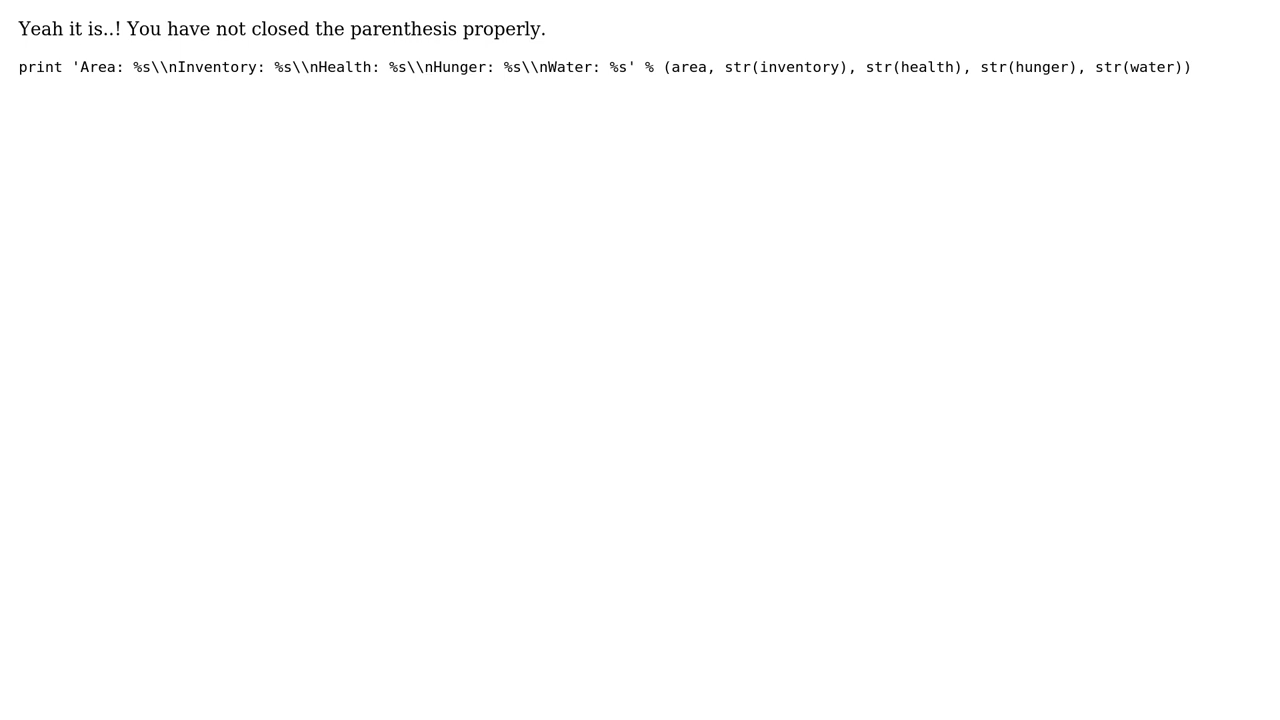 Yeah it is..! You have not closed the parenthesis properly.
print 'Area: %s\\nInventory: %s\\nHealth: %s\\nHunger: %s\\nWater: %s' % (area, str(inventory), str(health), str(hunger), str(water))